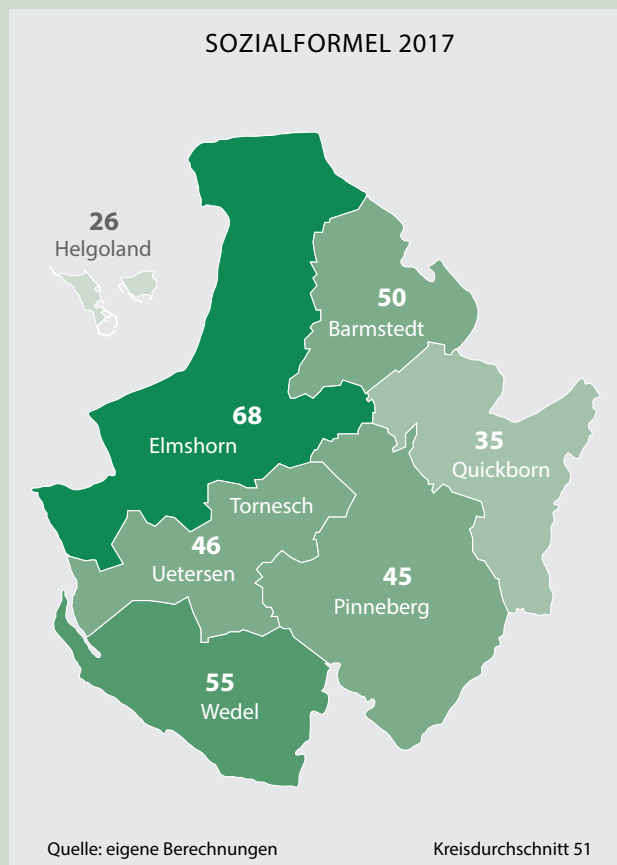 SOZIALFORMEL 2017
26
Helgoland
50
Barmstedt
68
Elmshorn
35
Quickborn
Tornesch
46
Uetersen
45
Pinneberg
55
Wedel
Quelle: eigene Berechnungen
Kreisdurchschnitt 51